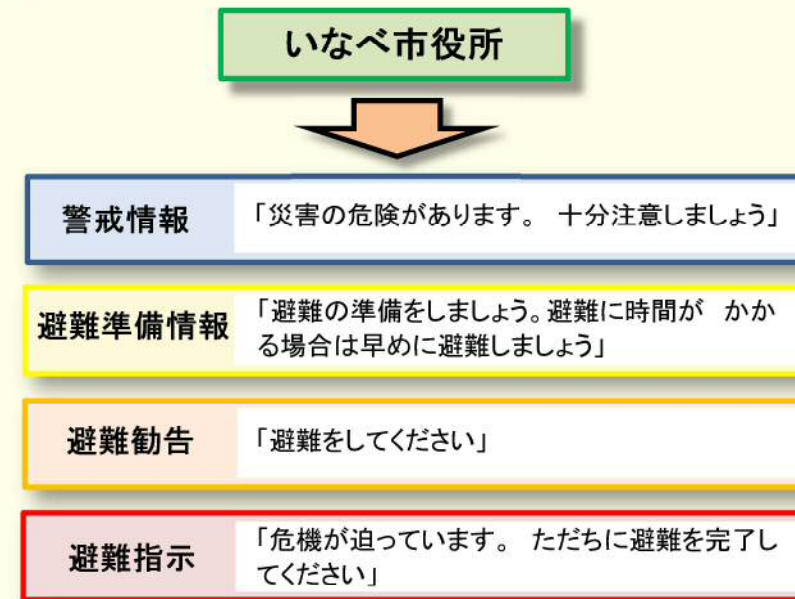 いなべ市役所
警戒情報
「災害の危険があります。 十分注意しましょう」
避難準備情報
「避難の準備をしましょう。避難に時間が かか
る場合は早めに避難しましょう」
避難勧告
「避難をしてください」
避難指示
「危機が迫っています。 ただちに避難を完了し
てください」